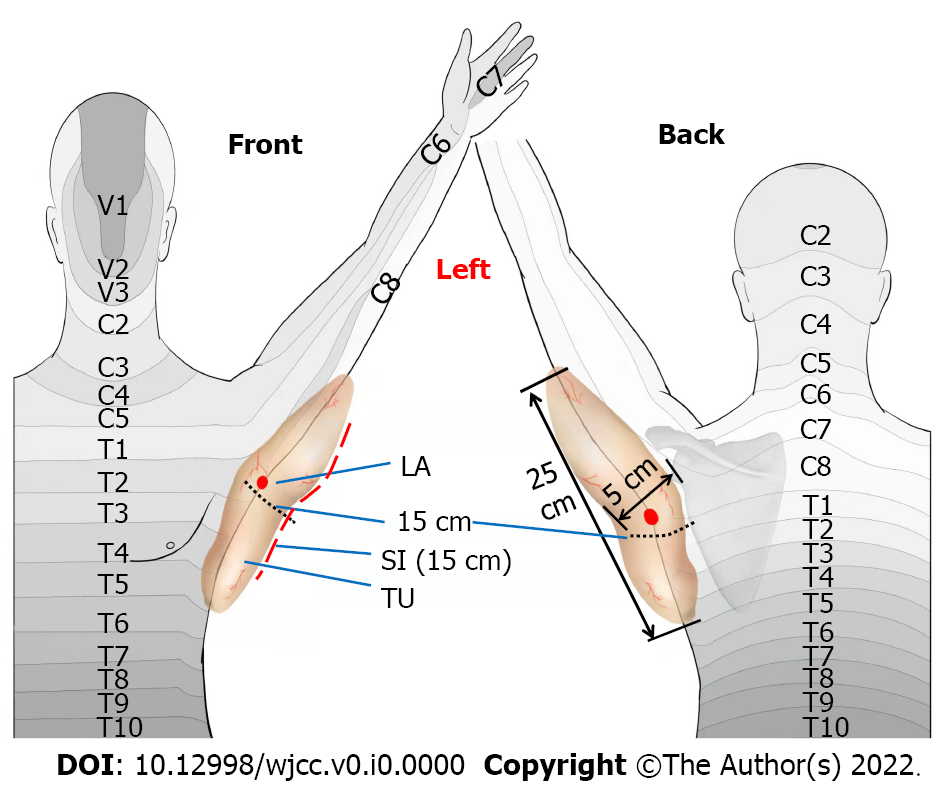 Front
Back
Left
V1
V2
V3
C2
C3
C4
C5
T1
T2
T3
T4
T5
T6
T7
T8
T9
T10
C7
C6
C8
LA
15 cm
SI (15 cm)
TU
25
cm
5 cm
C2
C3
C4
C5
C6
C7
C8
T1
T2
T3
T4
T5
T6
T7
T8
T9
T10
DOI: 10.12998/wjcc.v0.i0.0000 Copyright ©The Author(s) 2022.